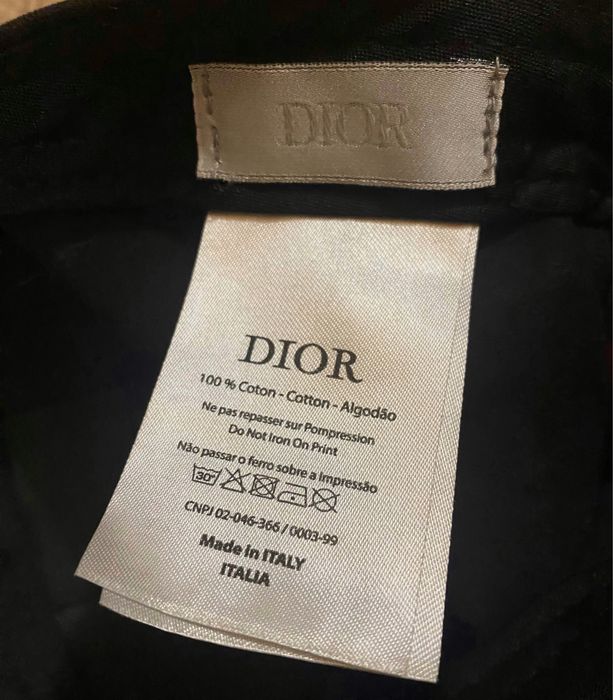 DIOR
DIOR
100 % Coton - Cotton - Algodão
Ne pas repasser sur Pompression
Do Not Iron On Print
Não passar o ferro sobre a impressão
30°
CNPJ 02-046-366 / 0003-99
Made in ITALY
ITALIA